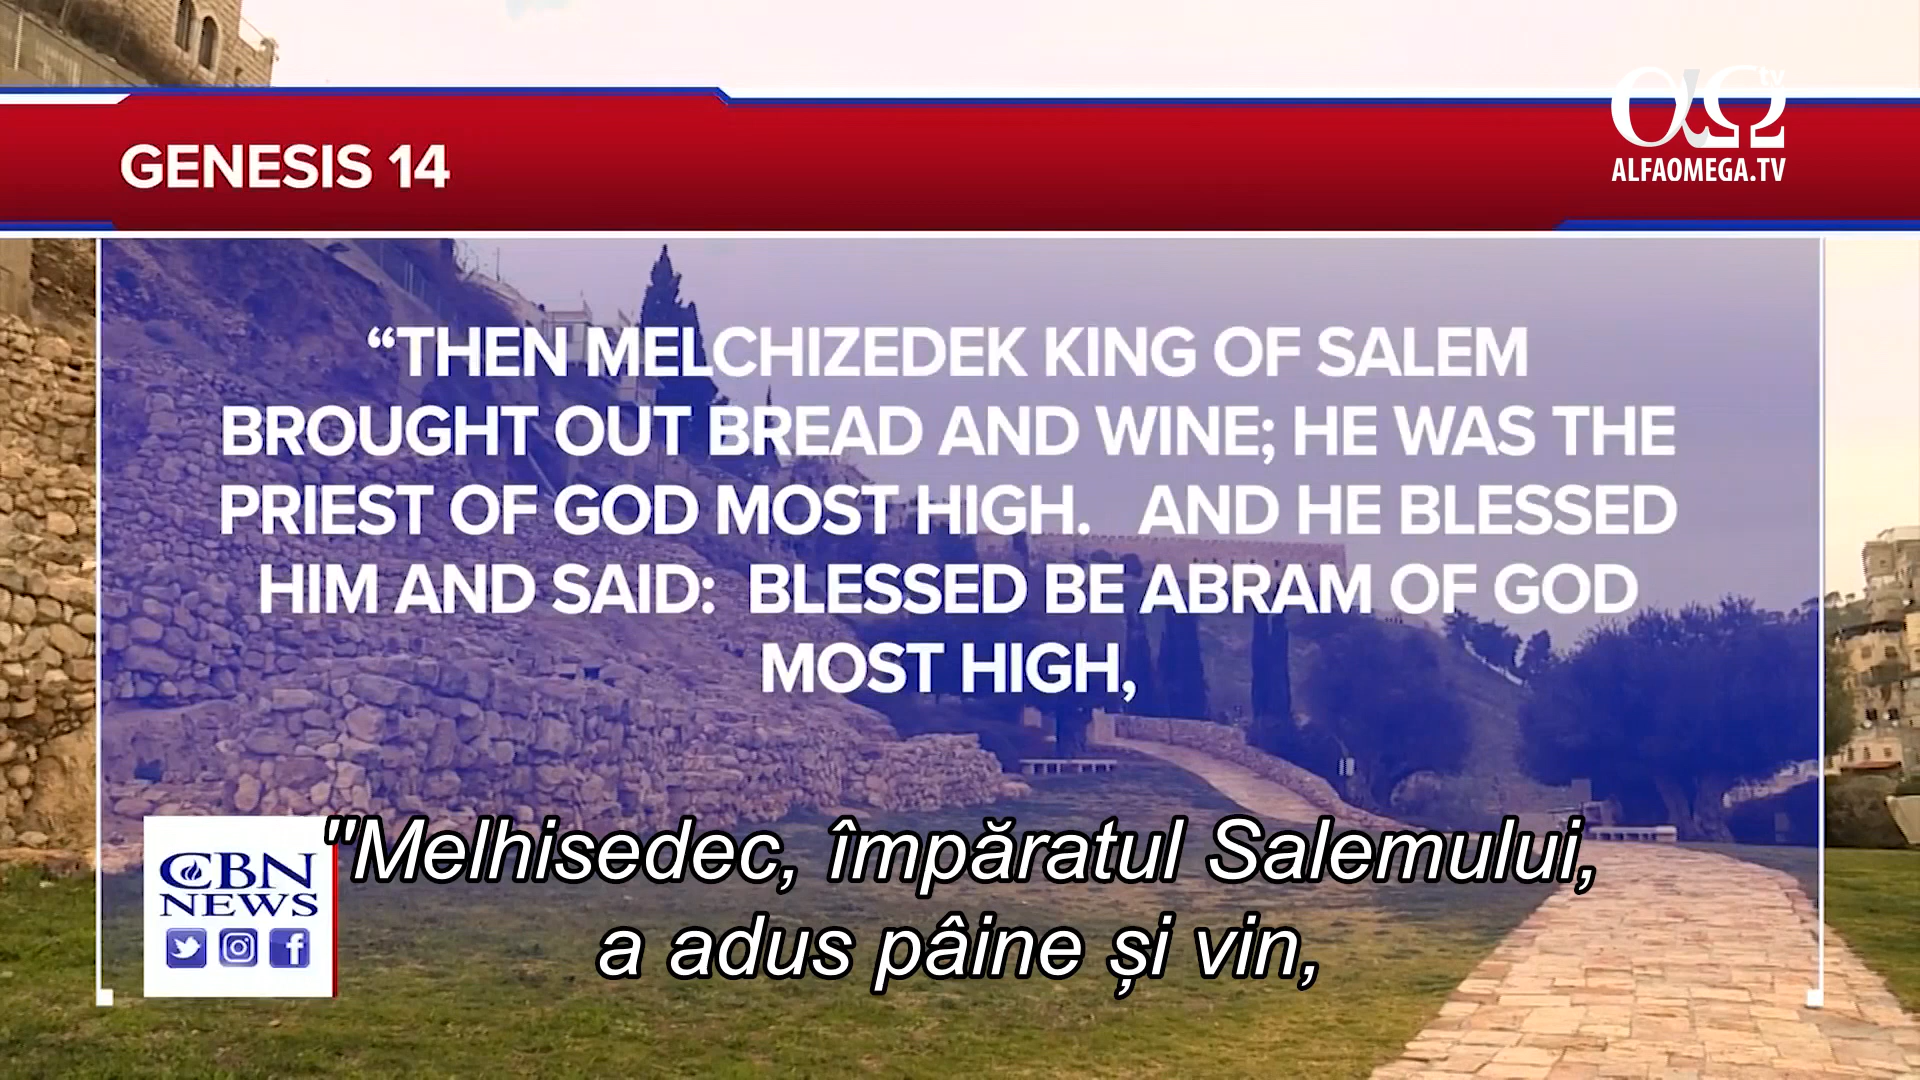 GENESIS 14
αΩ tv
ALFAOMEGA.TV
“THEN MELCHIZEDEK KING OF SALEM
BROUGHT OUT BREAD AND WINE; HE WAS THE
PRIEST OF GOD MOST HIGH. AND HE BLESSED
HIM AND SAID: BLESSED BE ABRAM OF GOD
MOST HIGH,
CBN
NEWS
"Melhisedec, împăratul Salemului,
a adus pâine și vin,